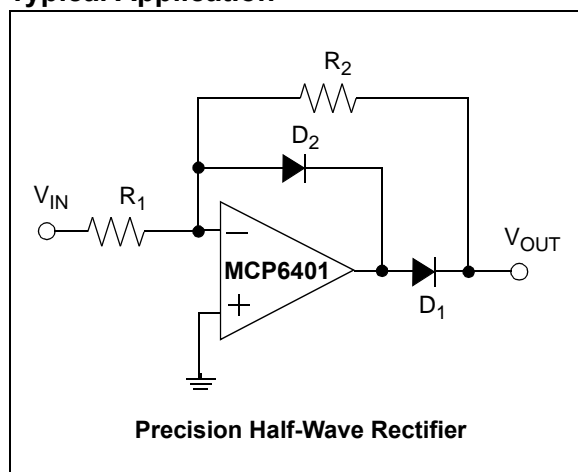 Typical Application
R2
D2
VIN
R1
−
MCP6401
+
VOUT
D1
Precision Half-Wave Rectifier